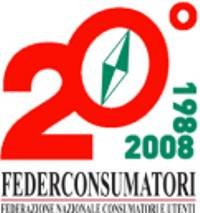 20°
1988
2008
FEDERCONSUMATORI
FEDERAZIONE NAZIONALE CONSUMATORI E UTENTI